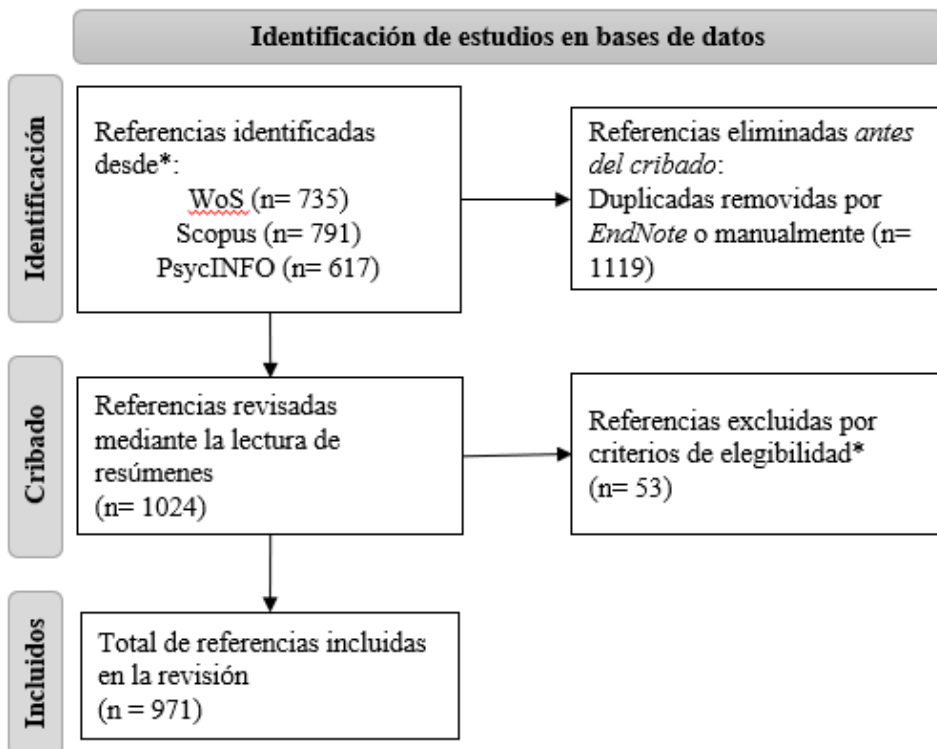 Identificación de estudios en bases de datos
Identificación
Referencias identificadas
desde*:
WoS (n= 735)
Scopus (n= 791)
PsycINFO (n= 617)
Referencias eliminadas antes
del cribado:
Duplicadas removidas por
EndNote o manualmente (n=
1119)
Cribado
Referencias revisadas
mediante la lectura de
resúmenes
(n= 1024)
Referencias excluidas por
criterios de elegibilidad*
(n= 53)
Incluidos
Total de referencias incluidas
en la revisión
(n = 971)